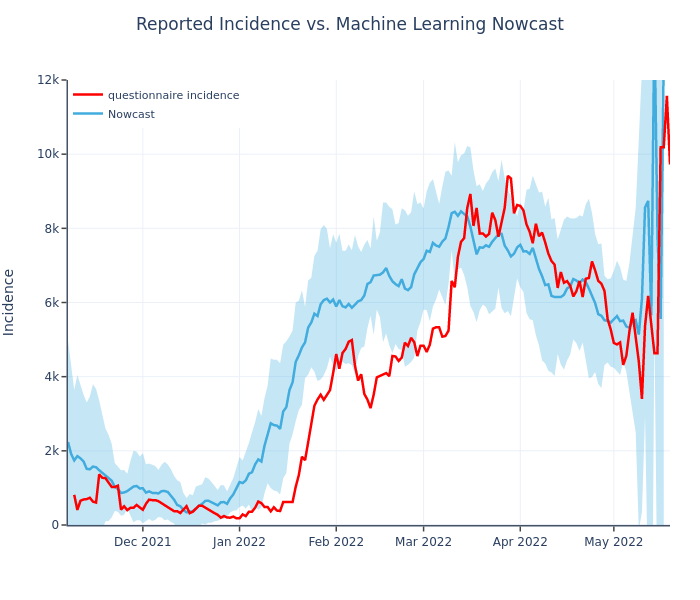 Reported Incidence vs. Machine Learning Nowcast
12k
10k
8k
6k
4k
2k
0
Incidence
questionnaire incidence
Nowcast
Dec 2021
Jan 2022
Feb 2022
Mar 2022
Apr 2022
May 2022